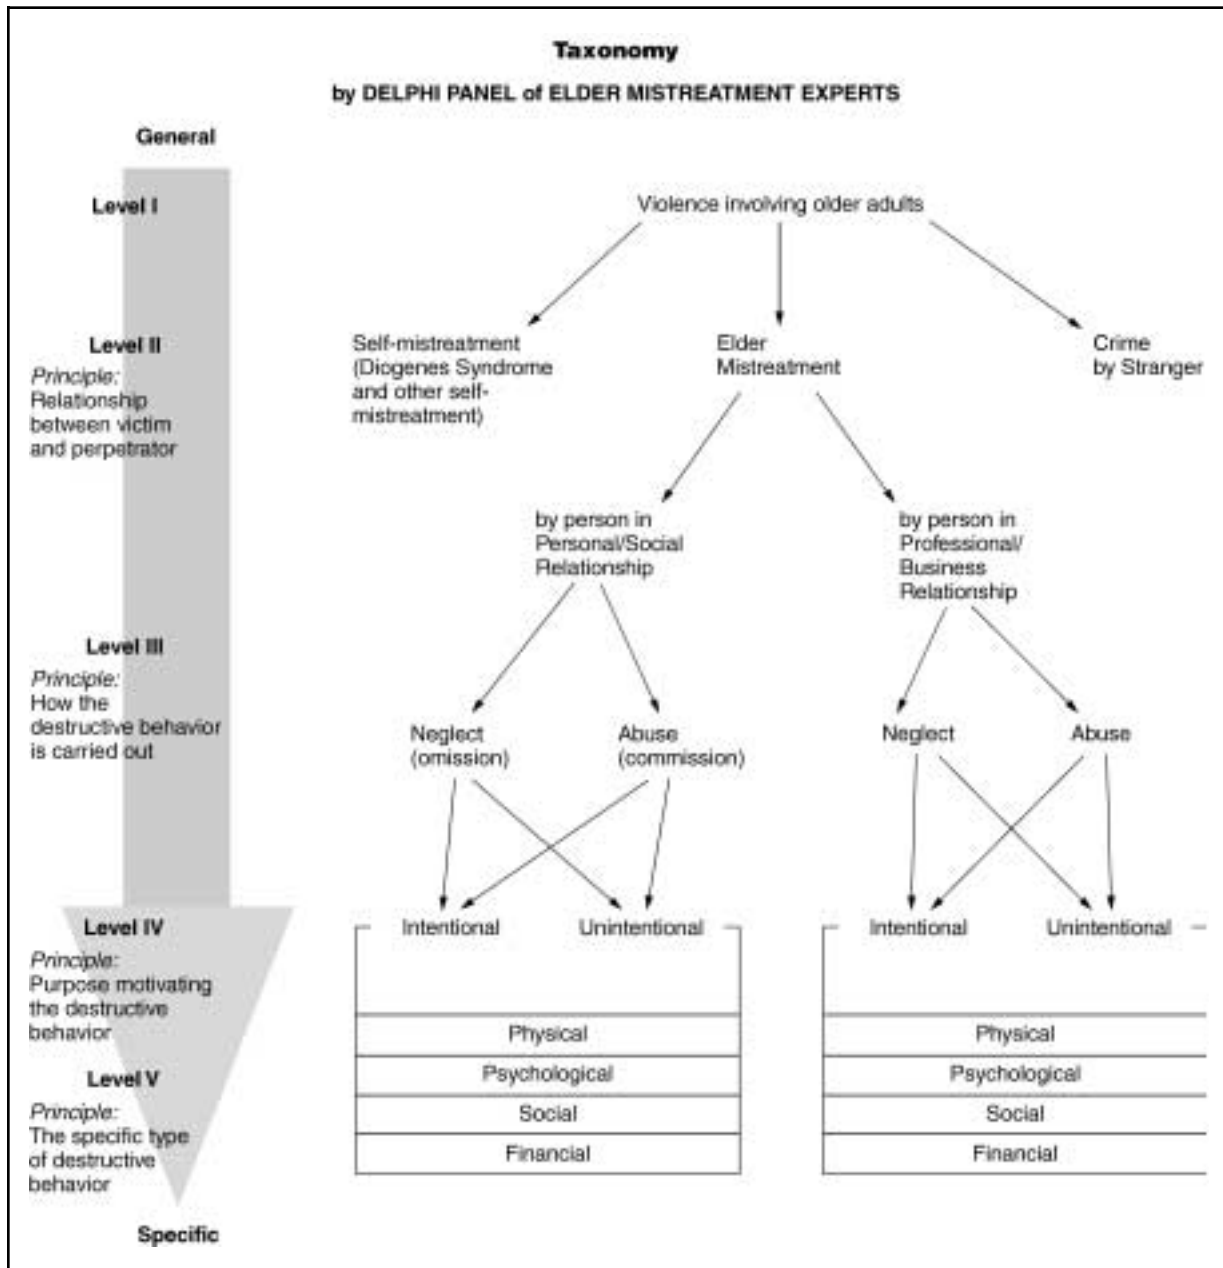 Taxonomy
by DELPHI PANEL of ELDER MISTREATMENT EXPERTS
General
Level I
Violence involving older adults
Level II
Principle:
Relationship
between victim
and perpetrator
Self-mistreatment
(Diogenes Syndrome
and other self-
mistreatment)
Elder
Mistreatment
Crime
by Stranger
by person in
Personal/Social
Relationship
by person in
Professional/
Business
Relationship
Level III
Principle:
How the
destructive behavior
is carried out
Neglect
(omission)
Abuse
(commission)
Neglect
Abuse
Level IV
Principle:
Purpose motivating
the destructive
behavior
Intentional
Unintentional
Intentional
Unintentional
Level V
Principle:
The specific type
of destructive
behavior
Physical
Psychological
Social
Financial
Physical
Psychological
Social
Financial
Specific